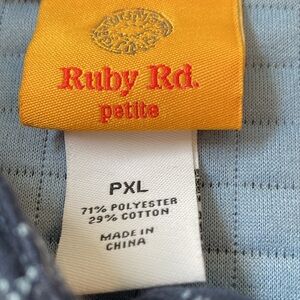 Ruby Rd.
petite
PXL
71% POLYESTER
29% COTTON
MADE IN
CHINA